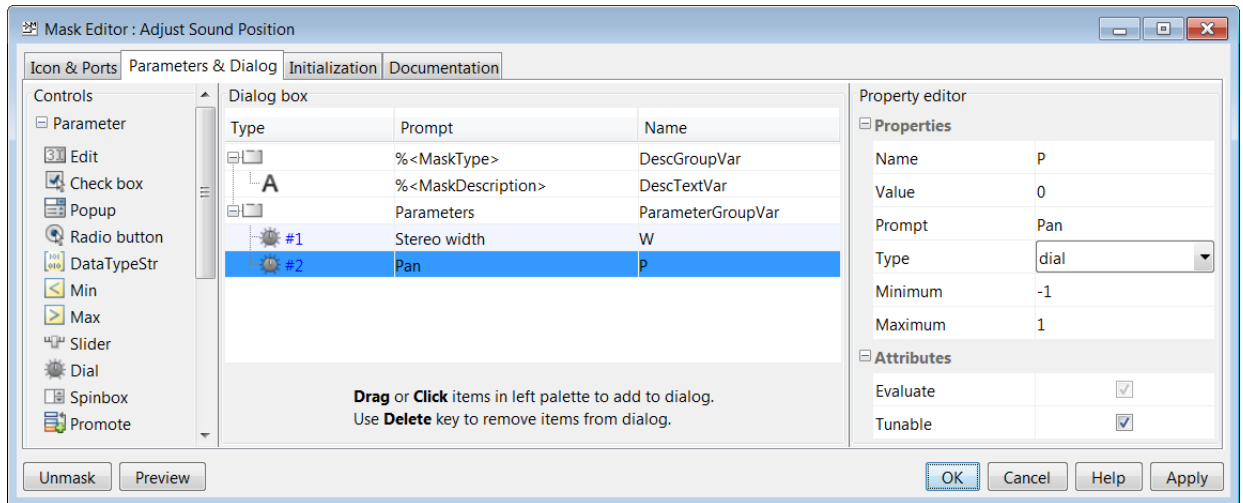 Mask Editor : Adjust Sound Position
Icon & Ports Parameters & Dialog Initialization Documentation
Controls
Parameter
Edit
Check box
Popup
Radio button
DataTypeStr
Min
Max
Slider
Dial
Spinbox
Promote
Dialog box
Type Prompt Name
%<MaskType> DescGroupVar
A %<MaskDescription> DescTextVar
Parameters ParameterGroupVar
#1 Stereo width W
#2 Pan P
Drag or Click items in left palette to add to dialog.
Use Delete key to remove items from dialog.
Property editor
Properties
Name P
Value 0
Prompt Pan
Type dial
Minimum -1
Maximum 1
Attributes
Evaluate
Tunable
Unmask Preview OK Cancel Help Apply